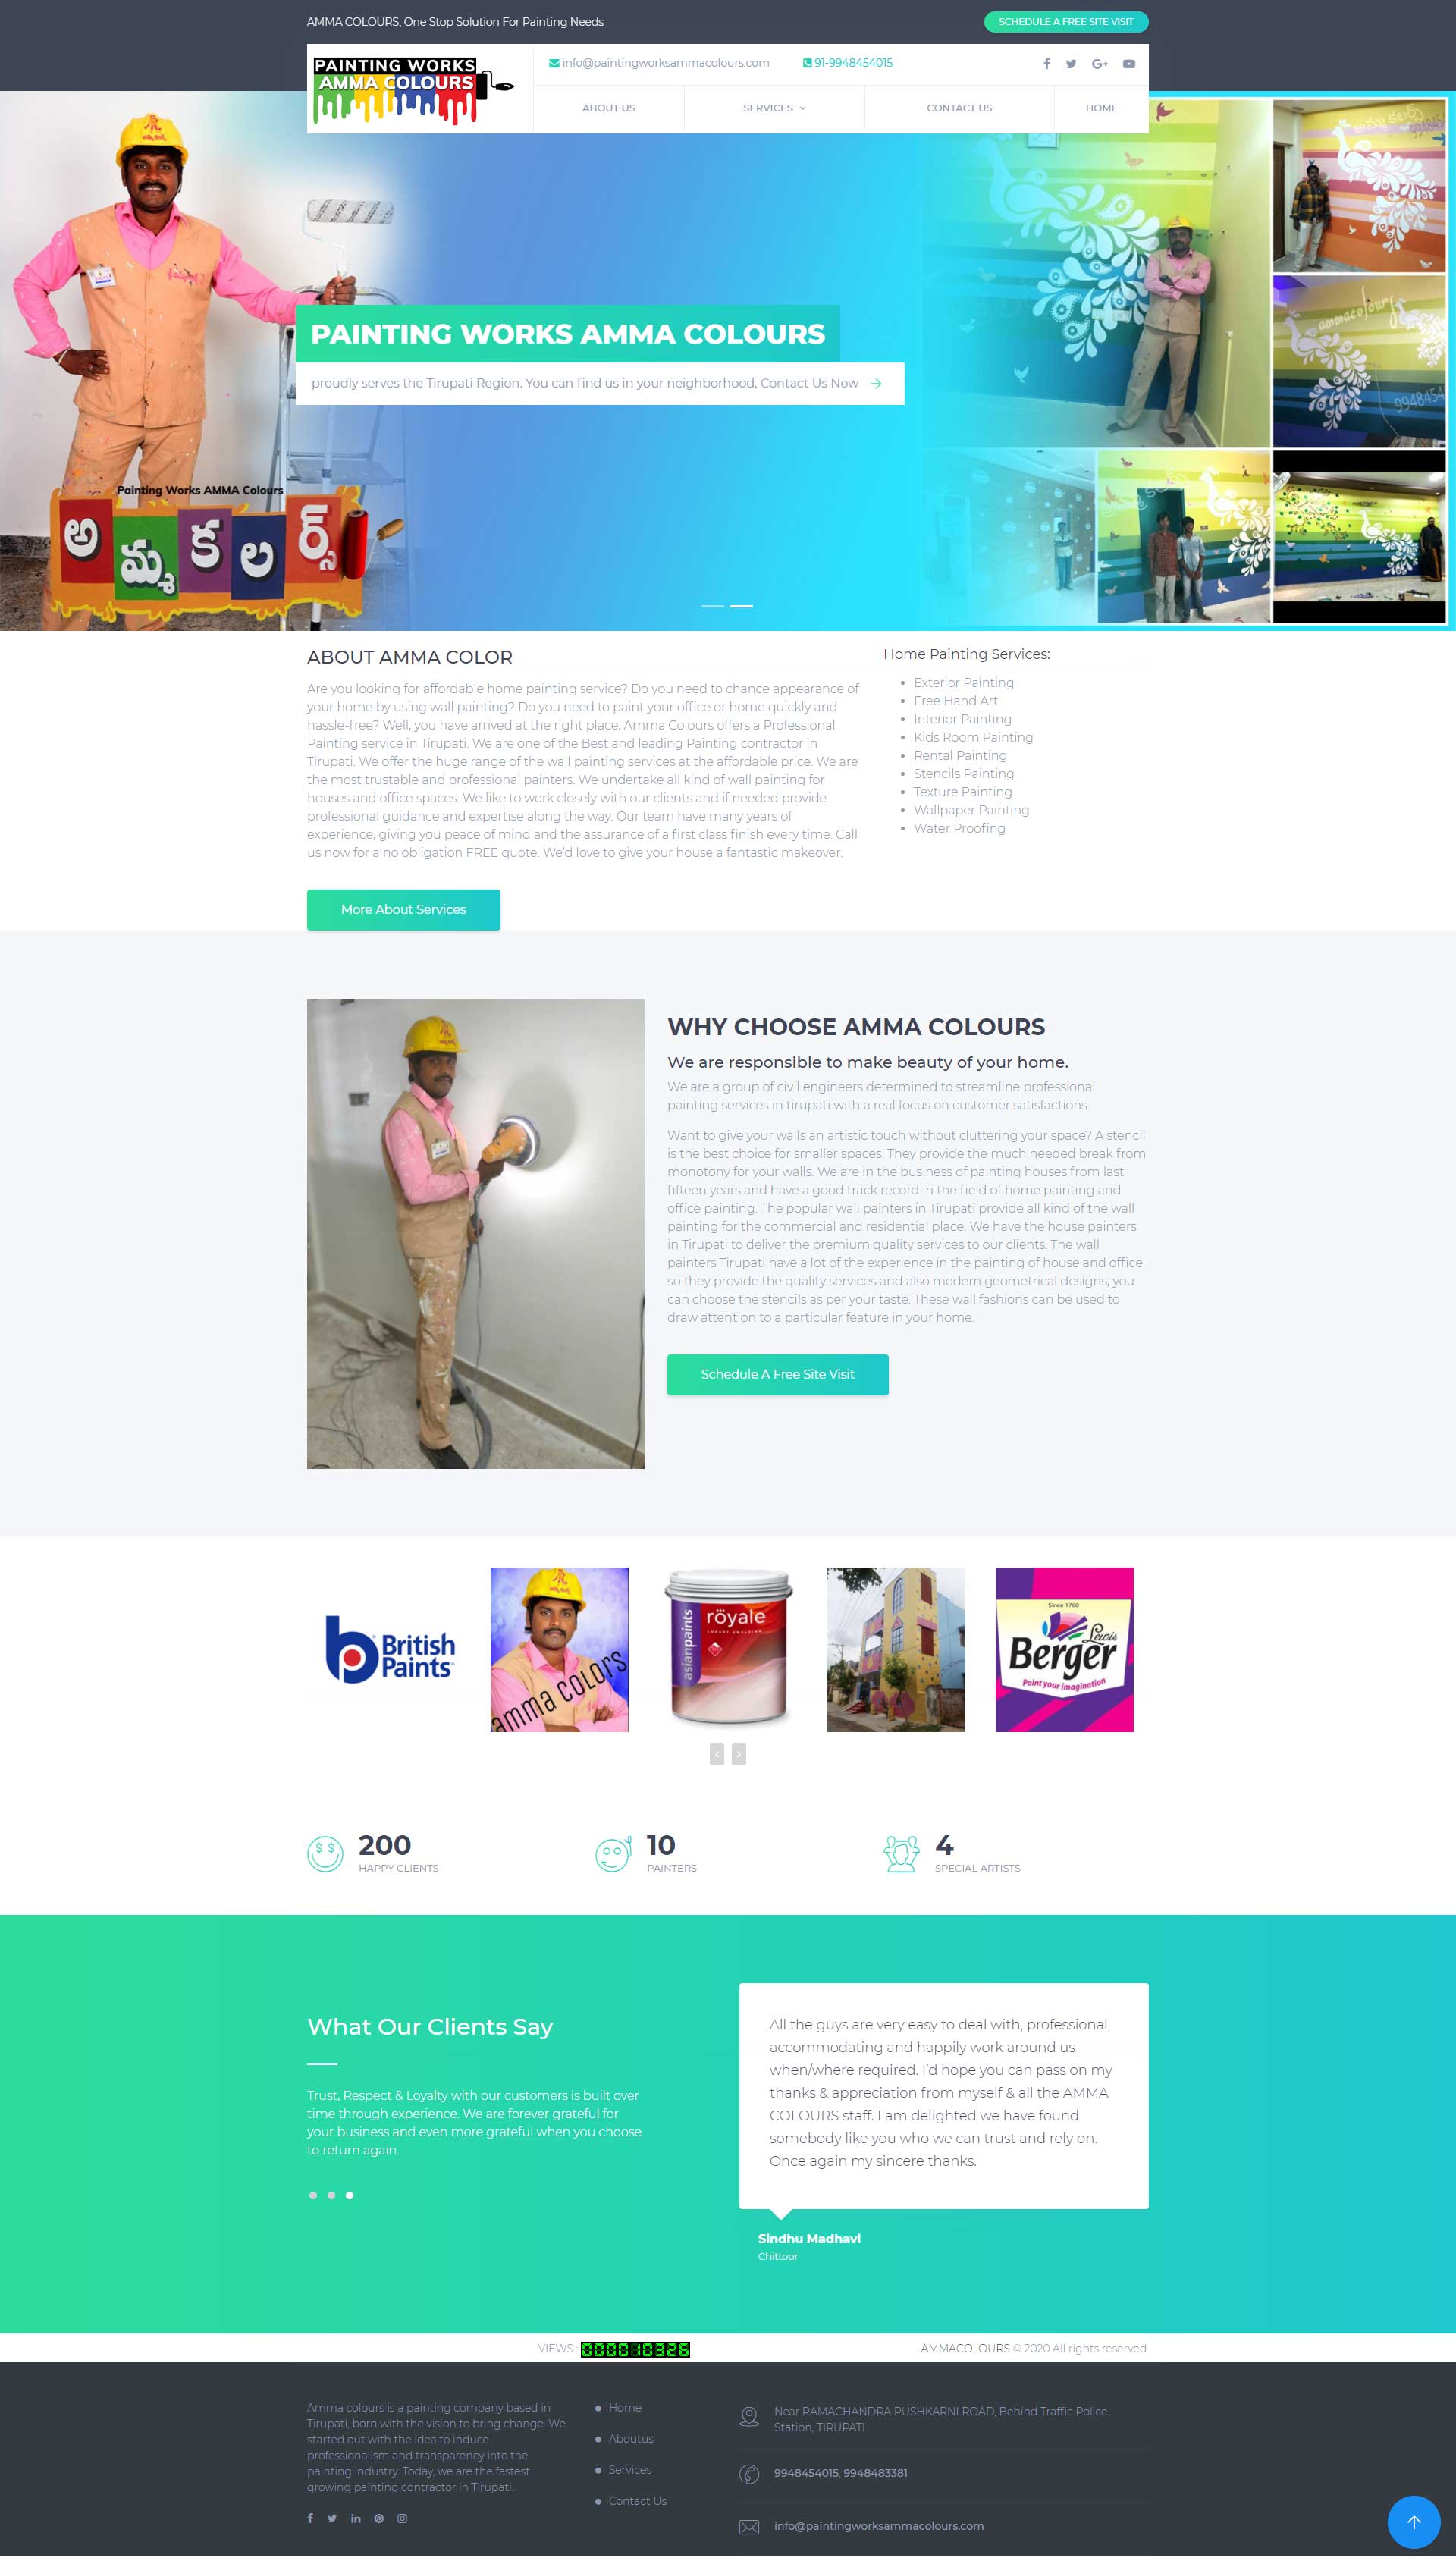 AMMA COLOURS, One Stop Solution For Painting Needs
SCHEDULE A FREE SITE VISIT
PAINTING WORKS
AMMA COLOURS
info@paintingworksammacolours.com
91-9948454015
ABOUT US
SERVICES
CONTACT US
HOME
PAINTING WORKS AMMA COLOURS
proudly serves the Tirupati Region. You can find us in your neighborhood, Contact Us Now
Painting Works AMMA Colours
అమ్మకలర్స్
అమ్మ కలర్స్
ammacolours
9948454
ABOUT AMMA COLOR
Are you looking for affordable home painting service? Do you need to chance appearance of
your home by using wall painting? Do you need to paint your office or home quickly and
hassle-free? Well, you have arrived at the right place, Amma Colours offers a Professional
Painting service in Tirupati. We are one of the Best and leading Painting contractor in
Tirupati. We offer the huge range of the wall painting services at the affordable price. We are
the most trustable and professional painters. We undertake all kind of wall painting for
houses and office spaces. We like to work closely with our clients and if needed provide
professional guidance and expertise along the way. Our team have many years of
experience, giving you peace of mind and the assurance of a first class finish every time. Call
us now for a no obligation FREE quote. We'd love to give your house a fantastic makeover.
More About Services
Home Painting Services:
Exterior Painting
Free Hand Art
Interior Painting
Kids Room Painting
Rental Painting
Stencils Painting
Texture Painting
Wallpaper Painting
Water Proofing
WHY CHOOSE AMMA COLOURS
We are responsible to make beauty of your home.
We are a group of civil engineers determined to streamline professional
painting services in tirupati with a real focus on customer satisfactions.
Want to give your walls an artistic touch without cluttering your space? A stencil
is the best choice for smaller spaces. They provide the much needed break from
monotony for your walls. We are in the business of painting houses from last
fifteen years and have a good track record in the field of home painting and
office painting. The popular wall painters in Tirupati provide all kind of the wall
painting for the commercial and residential place. We have the house painters
in Tirupati to deliver the premium quality services to our clients. The wall
painters Tirupati have a lot of the experience in the painting of house and office
so they provide the quality services and also modern geometrical designs, you
can choose the stencils as per your taste. These wall fashions can be used to
draw attention to a particular feature in your home.
Schedule A Free Site Visit
British
Paints
amma colors
asianpaints
röyale
LUXURY EMULSION
Since 1760
Lewis
Berger
Paint your imagination
200
HAPPY CLIENTS
10
PAINTERS
4
SPECIAL ARTISTS
What Our Clients Say
Trust, Respect & Loyalty with our customers is built over
time through experience. We are forever grateful for
your business and even more grateful when you choose
to return again.
All the guys are very easy to deal with, professional,
accommodating and happily work around us
when/where required. I'd hope you can pass on my
thanks & appreciation from myself & all the AMMA
COLOURS staff. I am delighted we have found
somebody like you who we can trust and rely on.
Once again my sincere thanks.
Sindhu Madhavi
Chittoor
VIEWS : 000010326
AMMACOLOURS © 2020 All rights reserved.
Amma colours is a painting company based in
Tirupati, born with the vision to bring change. We
started out with the idea to induce
professionalism and transparency into the
painting industry. Today, we are the fastest
growing painting contractor in Tirupati.
Home
Aboutus
Services
Contact Us
Near RAMACHANDRA PUSHKARNI ROAD, Behind Traffic Police
Station, TIRUPATI
9948454015, 9948483381
info@paintingworksammacolours.com